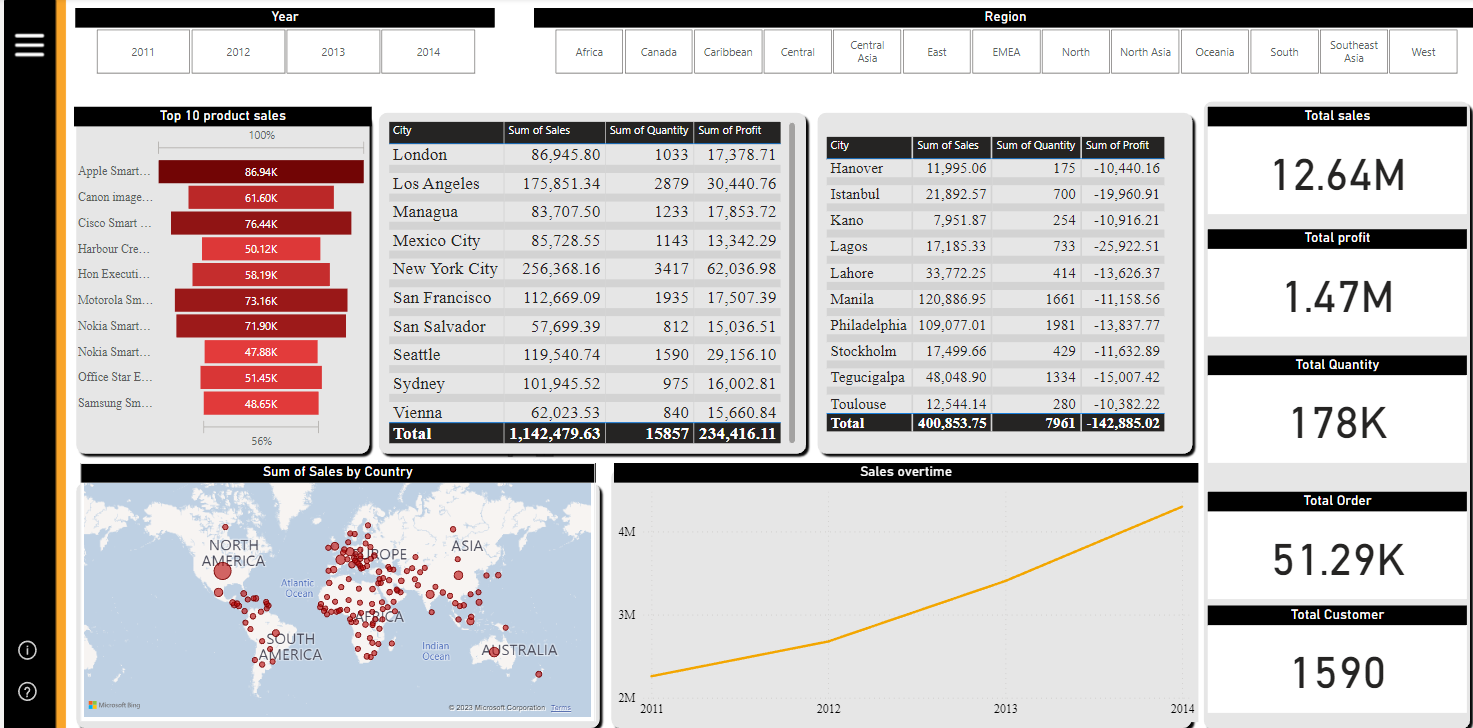 Year
Region
2011
2012
2013
2014
Africa
Canada
Caribbean
Central
Central
Asia
East
EMEA
North
North Asia
Oceania
South
Southeast
Asia
West
Top 10 product sales
100%
Apple Smart... 86.94K
Canon image... 61.60K
Cisco Smart ... 76.44K
Harbour Cre... 50.12K
Hon Executi... 58.19K
Motorola Sm... 73.16K
Nokia Smart... 71.90K
Nokia Smart... 47.88K
Office Star E... 51.45K
Samsung Sm... 48.65K
56%
City Sum of Sales Sum of Quantity Sum of Profit
London 86,945.80 1033 17,378.71
Los Angeles 175,851.34 2879 30,440.76
Managua 83,707.50 1233 17,853.72
Mexico City 85,728.55 1143 13,342.29
New York City 256,368.16 3417 62,036.98
San Francisco 112,669.09 1935 17,507.39
San Salvador 57,699.39 812 15,036.51
Seattle 119,540.74 1590 29,156.10
Sydney 101,945.52 975 16,002.81
Vienna 62,023.53 840 15,660.84
Total 1,142,479.63 15857 234,416.11
City Sum of Sales Sum of Quantity Sum of Profit
Hanover 11,995.06 175 -10,440.16
Istanbul 21,892.57 700 -19,960.91
Kano 7,951.87 254 -10,916.21
Lagos 17,185.33 733 -25,922.51
Lahore 33,772.25 414 -13,626.37
Manila 120,886.95 1661 -11,158.56
Philadelphia 109,077.01 1981 -13,837.77
Stockholm 17,499.66 429 -11,632.89
Tegucigalpa 48,048.90 1334 -15,007.42
Toulouse 12,544.14 280 -10,382.22
Total 400,853.75 7961 -142,885.02
Total sales
12.64M
Total profit
1.47M
Total Quantity
178K
Total Order
51.29K
Total Customer
1590
Sum of Sales by Country
NORTH
AMERICA
EUROPE
ASIA
Atlantic
Ocean
AFRICA
SOUTH
AMERICA
Indian
Ocean
AUSTRALIA
Microsoft Bing
© 2023 Microsoft Corporation Terms
Sales overtime
4M
3M
2M
2011
2012
2013
2014